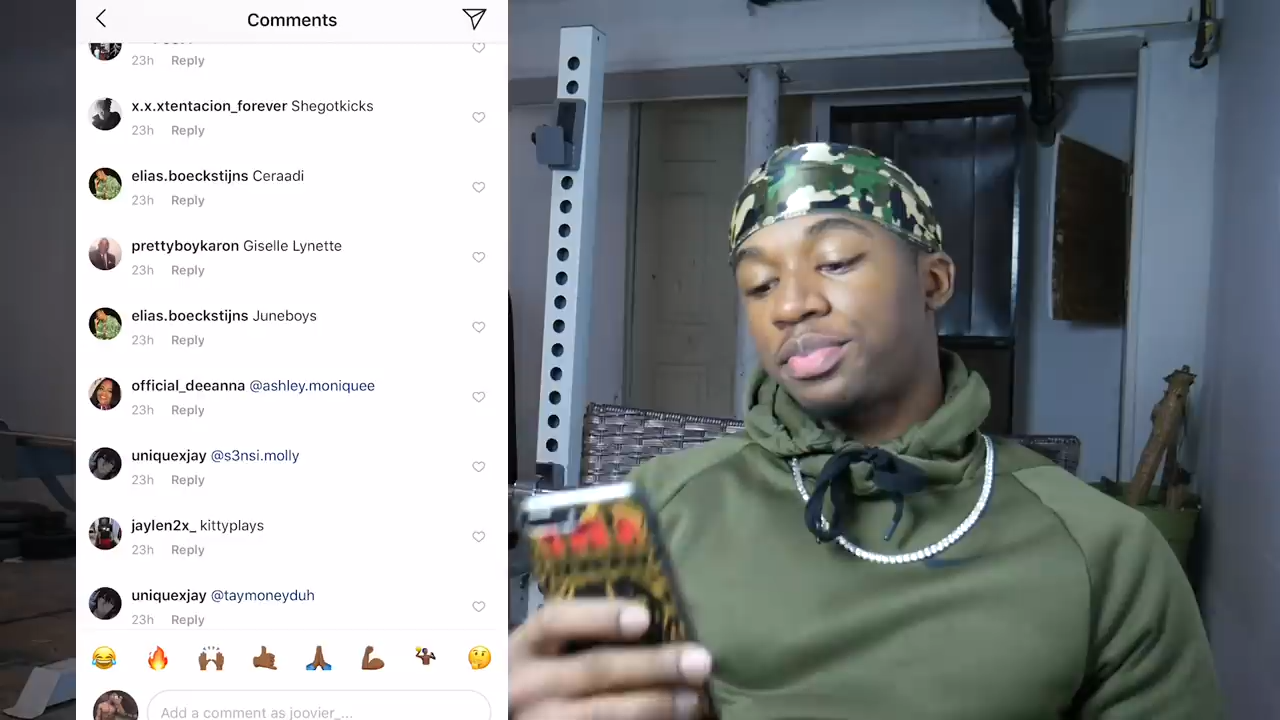 Comments
23h Reply
x.x.xtentacion_forever Shegotkicks
23h Reply
elias.boeckstijns Ceraadi
23h Reply
prettyboykaron Giselle Lynette
23h Reply
elias.boeckstijns Juneboys
23h Reply
official_deeanna @ashley.moniquee
23h Reply
uniquexjay @s3nsi.molly
23h Reply
jaylen2x_ kittyplays
23h Reply
uniquexjay @taymoneyduh
23h Reply
Add a comment as joovier_...